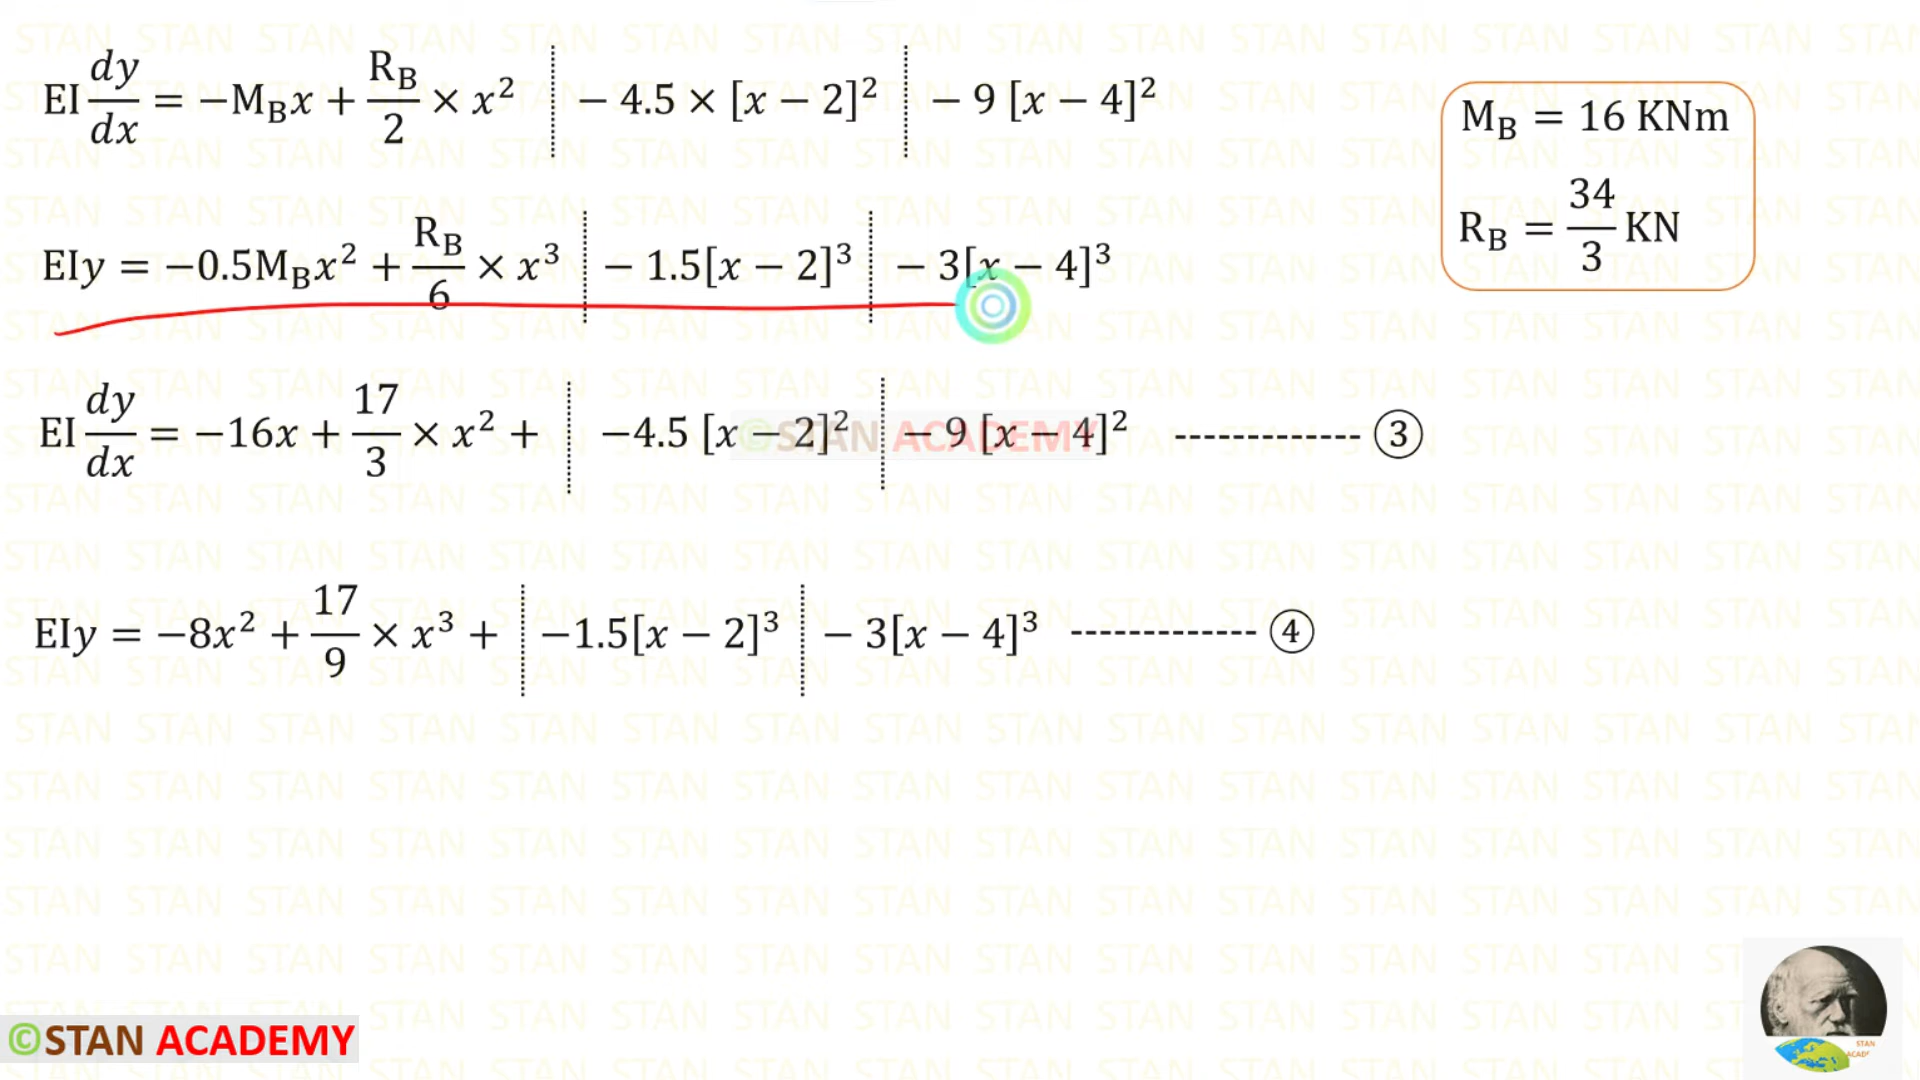 EI dy/dx = −M_B x + R_B/2 × x² | − 4.5 × [x − 2]² | − 9 [x − 4]²
M_B = 16 KNm
R_B = 34/3 KN
EIy = −0.5M_B x² + R_B/6 × x³ | − 1.5[x − 2]³ | − 3[x − 4]³
EI dy/dx = −16x + 17/3 × x² + | −4.5 [x − 2]² | − 9 [x − 4]² ------------- ③
©STAN ACADEMY
EIy = −8x² + 17/9 × x³ + | −1.5[x − 2]³ | − 3[x − 4]³ ------------- ④
©STAN ACADEMY
STAN